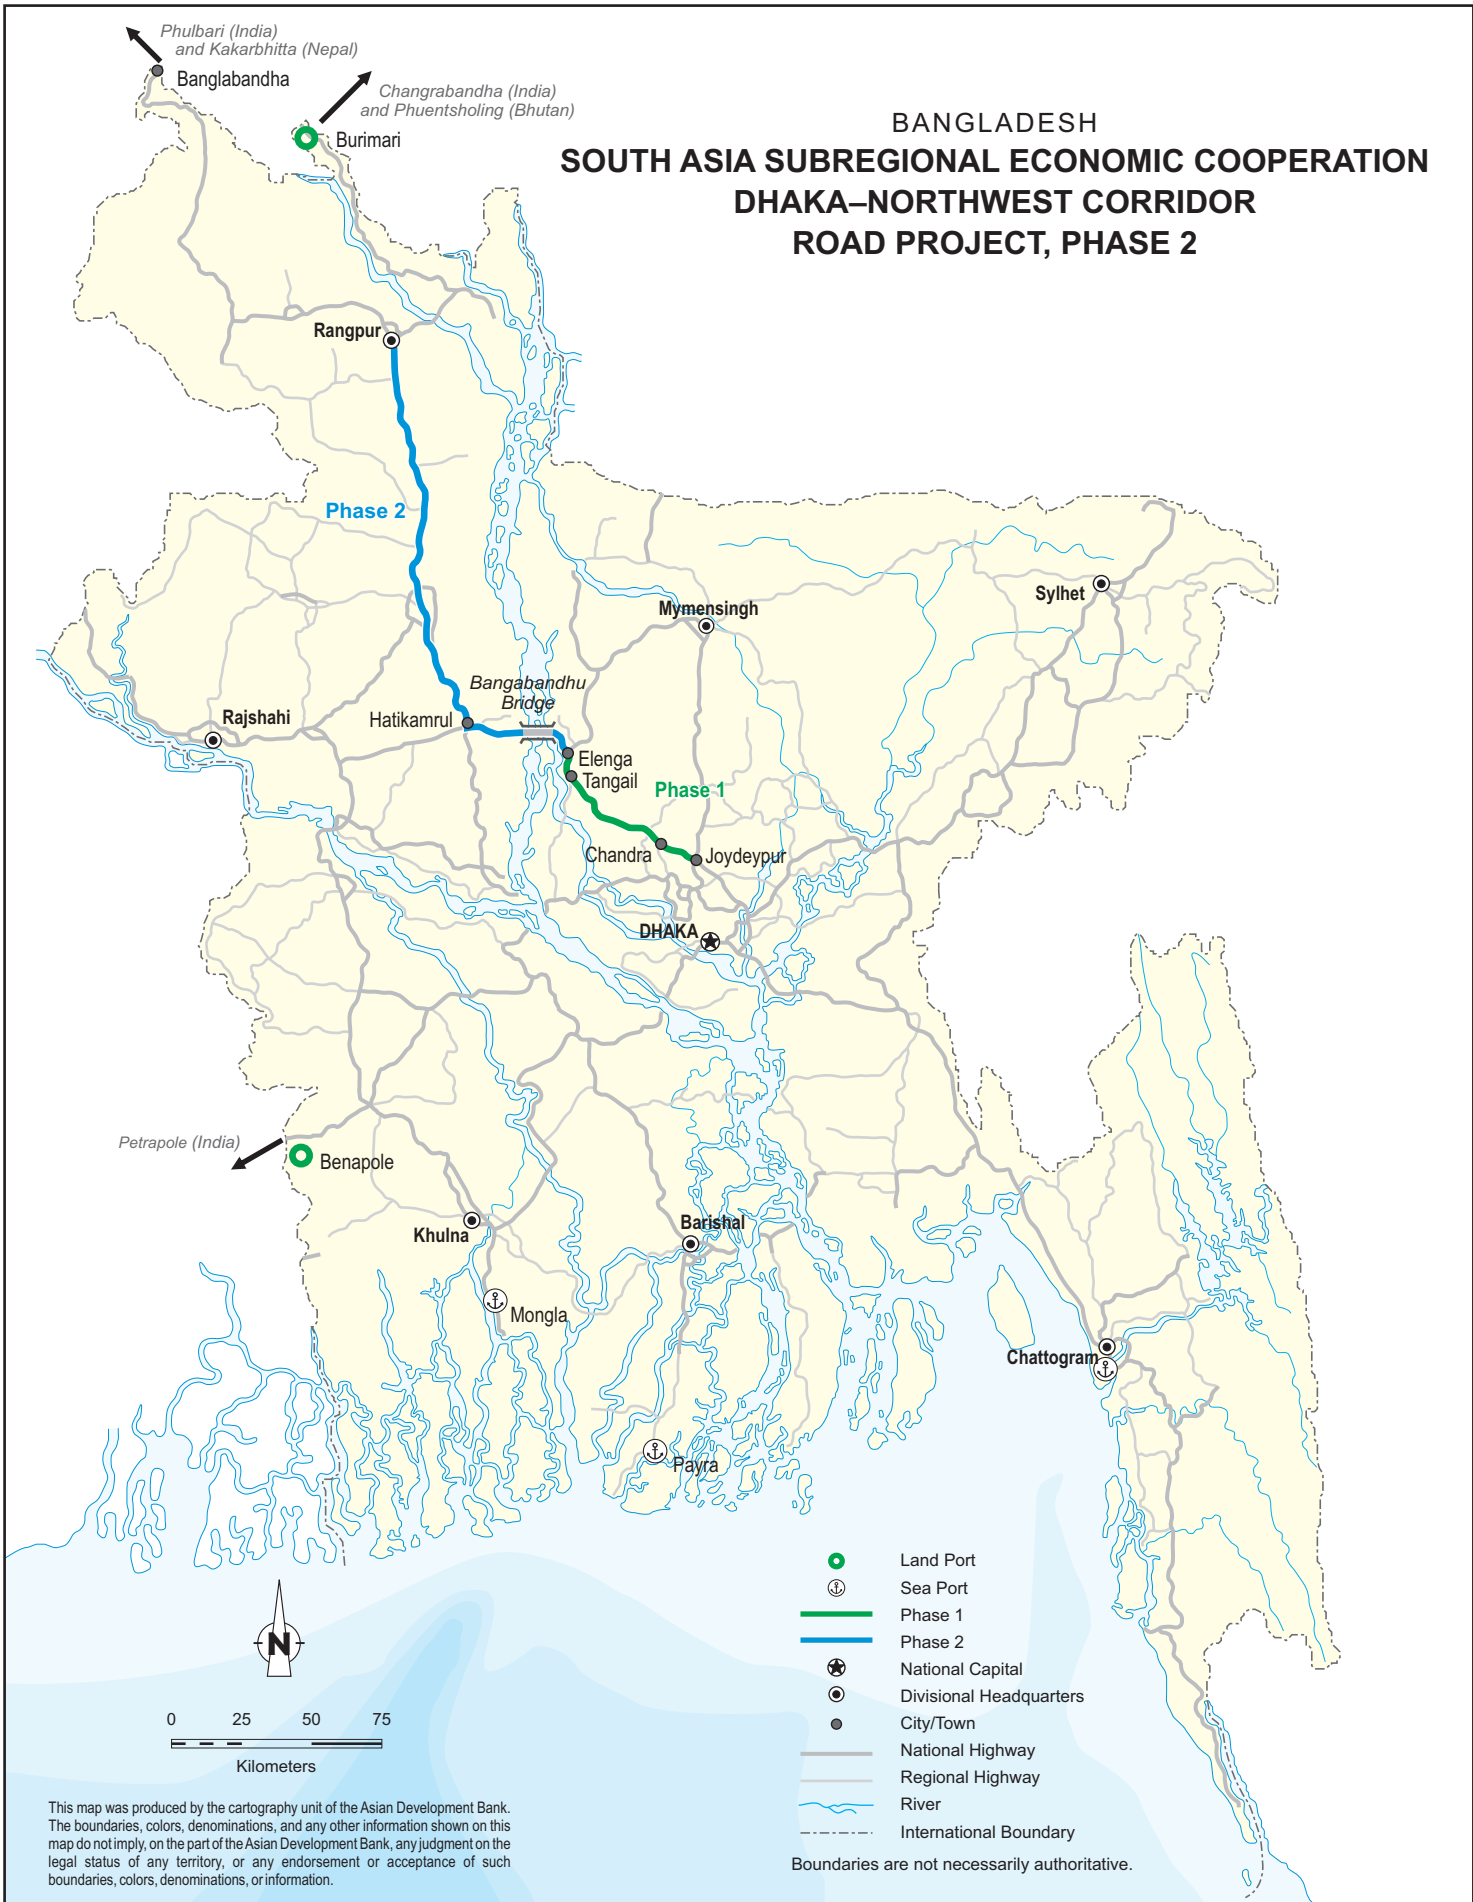 Phulbari (India)
and Kakarbhitta (Nepal)
Banglabandha
Changrabandha (India)
and Phuentsholing (Bhutan)
Burimari
BANGLADESH
SOUTH ASIA SUBREGIONAL ECONOMIC COOPERATION
DHAKA–NORTHWEST CORRIDOR
ROAD PROJECT, PHASE 2
Rangpur
Phase 2
Sylhet
Mymensingh
Bangabandhu
Bridge
Rajshahi
Hatikamrul
Elenga
Tangail
Phase 1
Chandra
Joydeypur
DHAKA
Petrapole (India)
Benapole
Khulna
Barishal
Mongla
Chattogram
Payra
Land Port
Sea Port
Phase 1
Phase 2
National Capital
Divisional Headquarters
City/Town
National Highway
Regional Highway
River
International Boundary
Boundaries are not necessarily authoritative.
N
0 25 50 75
Kilometers
This map was produced by the cartography unit of the Asian Development Bank.
The boundaries, colors, denominations, and any other information shown on this
map do not imply, on the part of the Asian Development Bank, any judgment on the
legal status of any territory, or any endorsement or acceptance of such
boundaries, colors, denominations, or information.